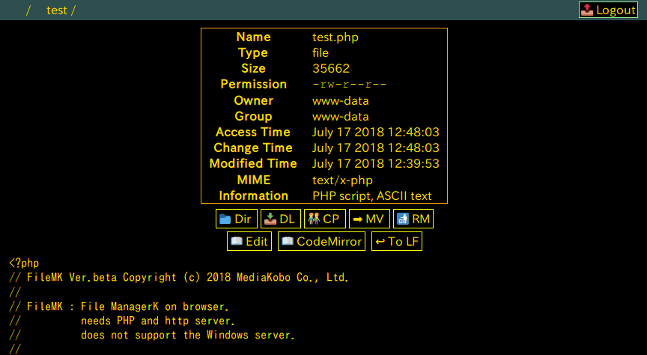 / test / Logout
Name test.php
Type file
Size 35662
Permission -rw-r--r--
Owner www-data
Group www-data
Access Time July 17 2018 12:48:03
Change Time July 17 2018 12:48:03
Modified Time July 17 2018 12:39:53
MIME text/x-php
Information PHP script, ASCII text
Dir DL CP MV RM
Edit CodeMirror To LF
<?php
// FileMK Ver.beta Copyright (c) 2018 MediaKobo Co., Ltd.
//
// FileMK : File ManagerK on browser.
// needs PHP and http server.
// does not support the Windows server.
//